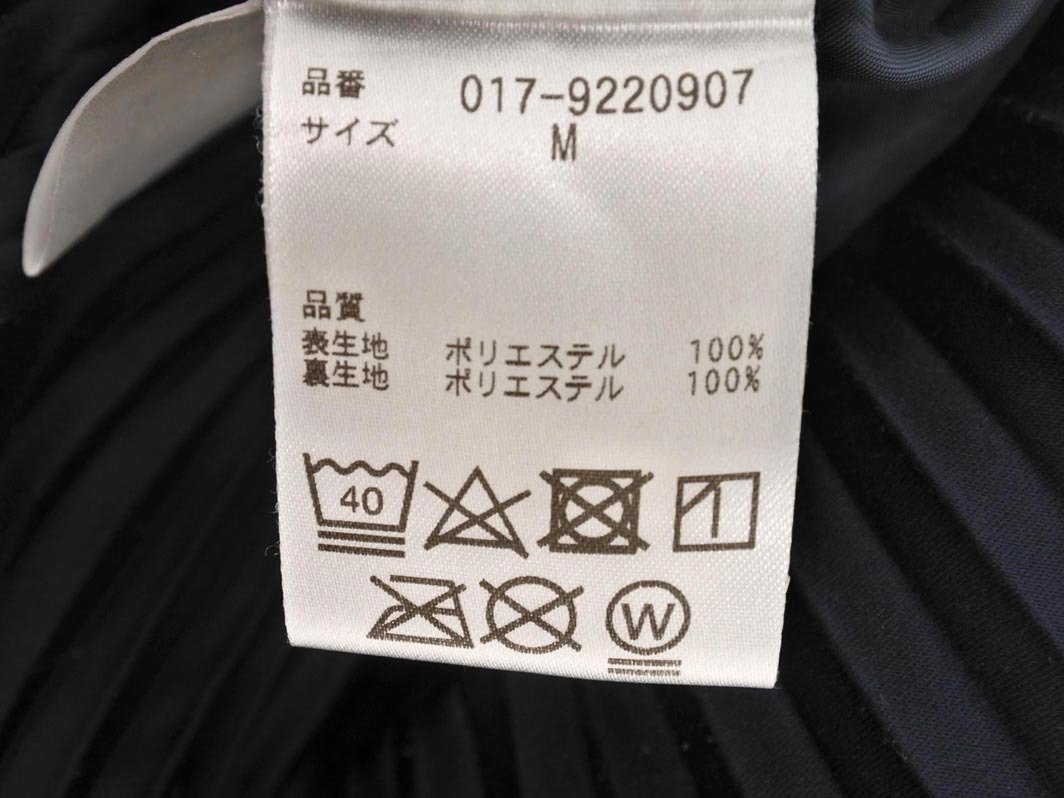 品番 017-9220907
サイズ M
品質
表生地 ポリエステル 100%
裏生地 ポリエステル 100%
40
W